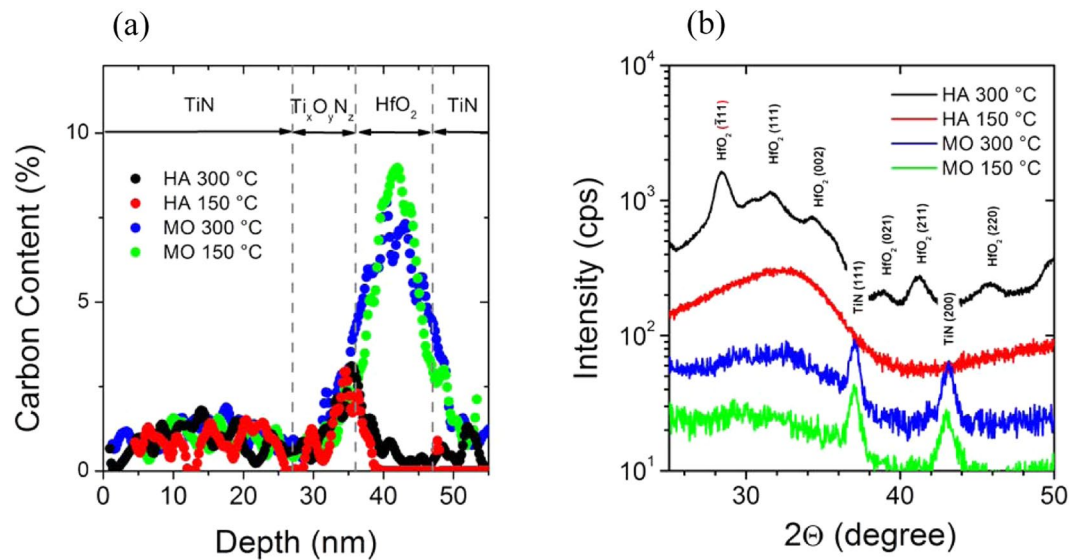 (a)
12
10
5
0
0 10 20 30 40 50
Carbon Content (%)
Depth (nm)
TiN TiₓOᵧN𝓏 HfO₂ TiN
HA 300 °C
HA 150 °C
MO 300 °C
MO 150 °C
(b)
10⁴
10³
10²
10¹
30 40 50
Intensity (cps)
2Θ (degree)
HA 300 °C
HA 150 °C
MO 300 °C
MO 150 °C
HfO₂ (1̄11)
HfO₂ (111)
HfO₂ (002)
TiN (111)
HfO₂ (021)
HfO₂ (211)
TiN (200)
HfO₂ (220)